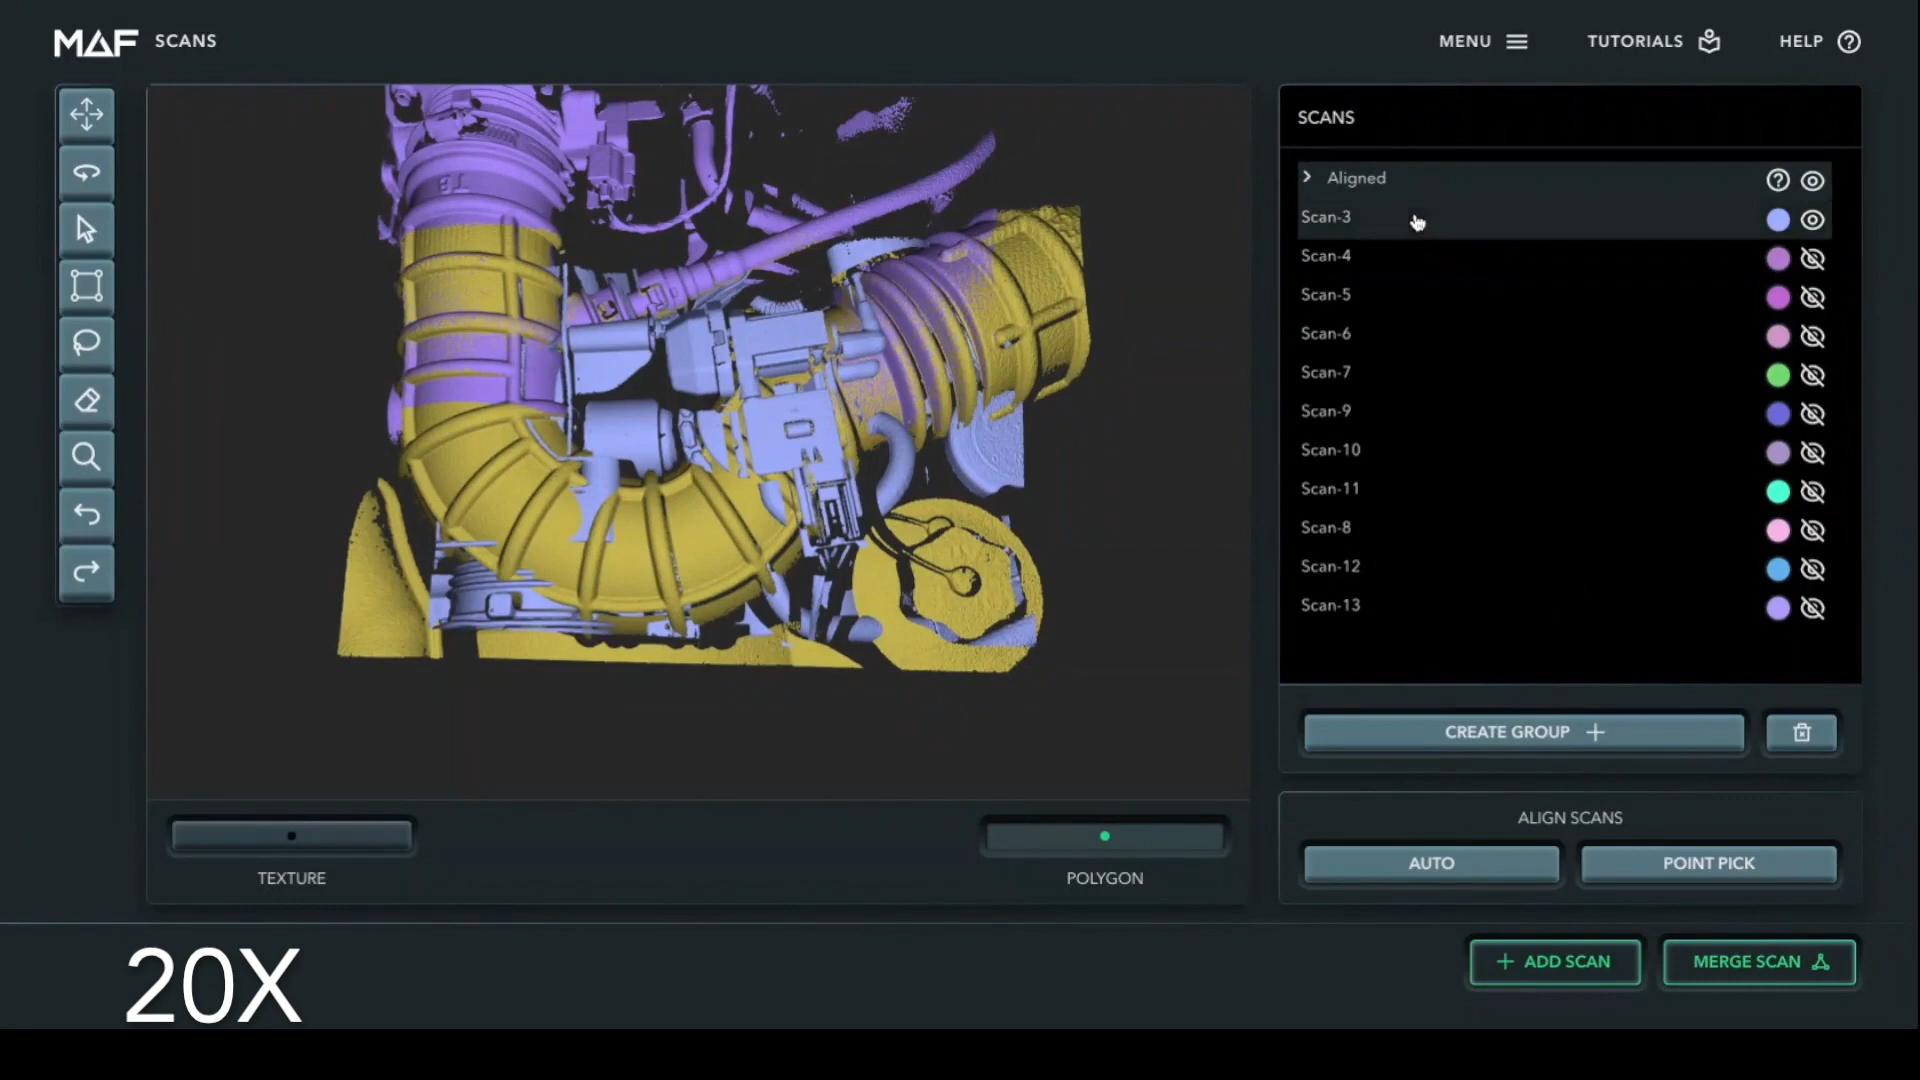 MAF SCANS
MENU
TUTORIALS
HELP
SCANS
Aligned
Scan-3
Scan-4
Scan-5
Scan-6
Scan-7
Scan-9
Scan-10
Scan-11
Scan-8
Scan-12
Scan-13
CREATE GROUP +
ALIGN SCANS
AUTO
POINT PICK
TEXTURE
POLYGON
+ ADD SCAN
MERGE SCAN
20X